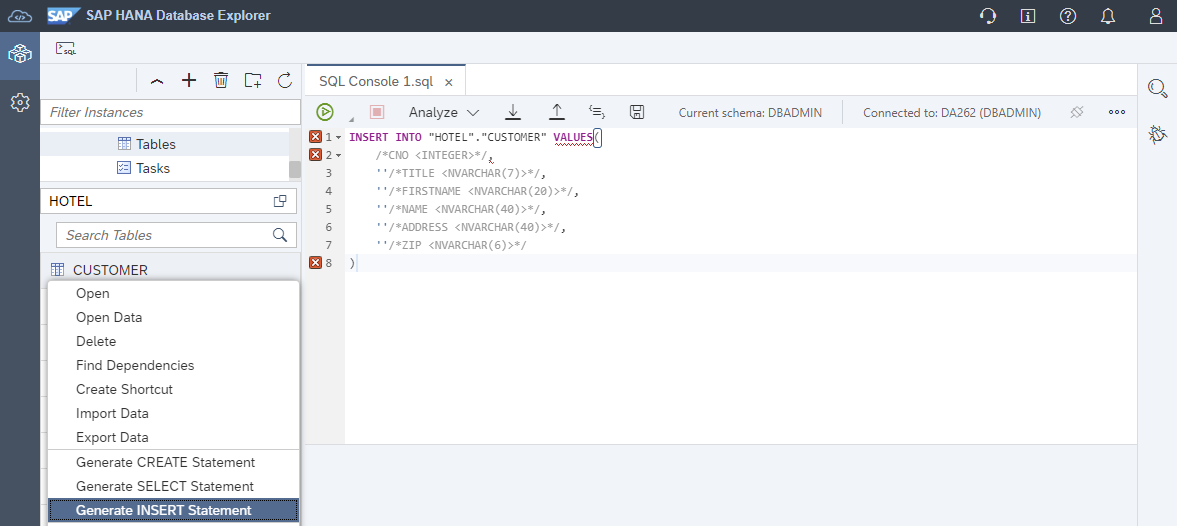 SAP SAP HANA Database Explorer
SQL
SQL Console 1.sql ×
Filter Instances
Analyze
Current schema: DBADMIN
Connected to: DA262 (DBADMIN)
Tables
Tasks
HOTEL
Search Tables
CUSTOMER
Open
Open Data
Delete
Find Dependencies
Create Shortcut
Import Data
Export Data
Generate CREATE Statement
Generate SELECT Statement
Generate INSERT Statement
1 INSERT INTO "HOTEL"."CUSTOMER" VALUES(
2 /*CNO <INTEGER>*/,
3 ''/*TITLE <NVARCHAR(7)>*/,
4 ''/*FIRSTNAME <NVARCHAR(20)>*/,
5 ''/*NAME <NVARCHAR(40)>*/,
6 ''/*ADDRESS <NVARCHAR(40)>*/,
7 ''/*ZIP <NVARCHAR(6)>*/
8 )